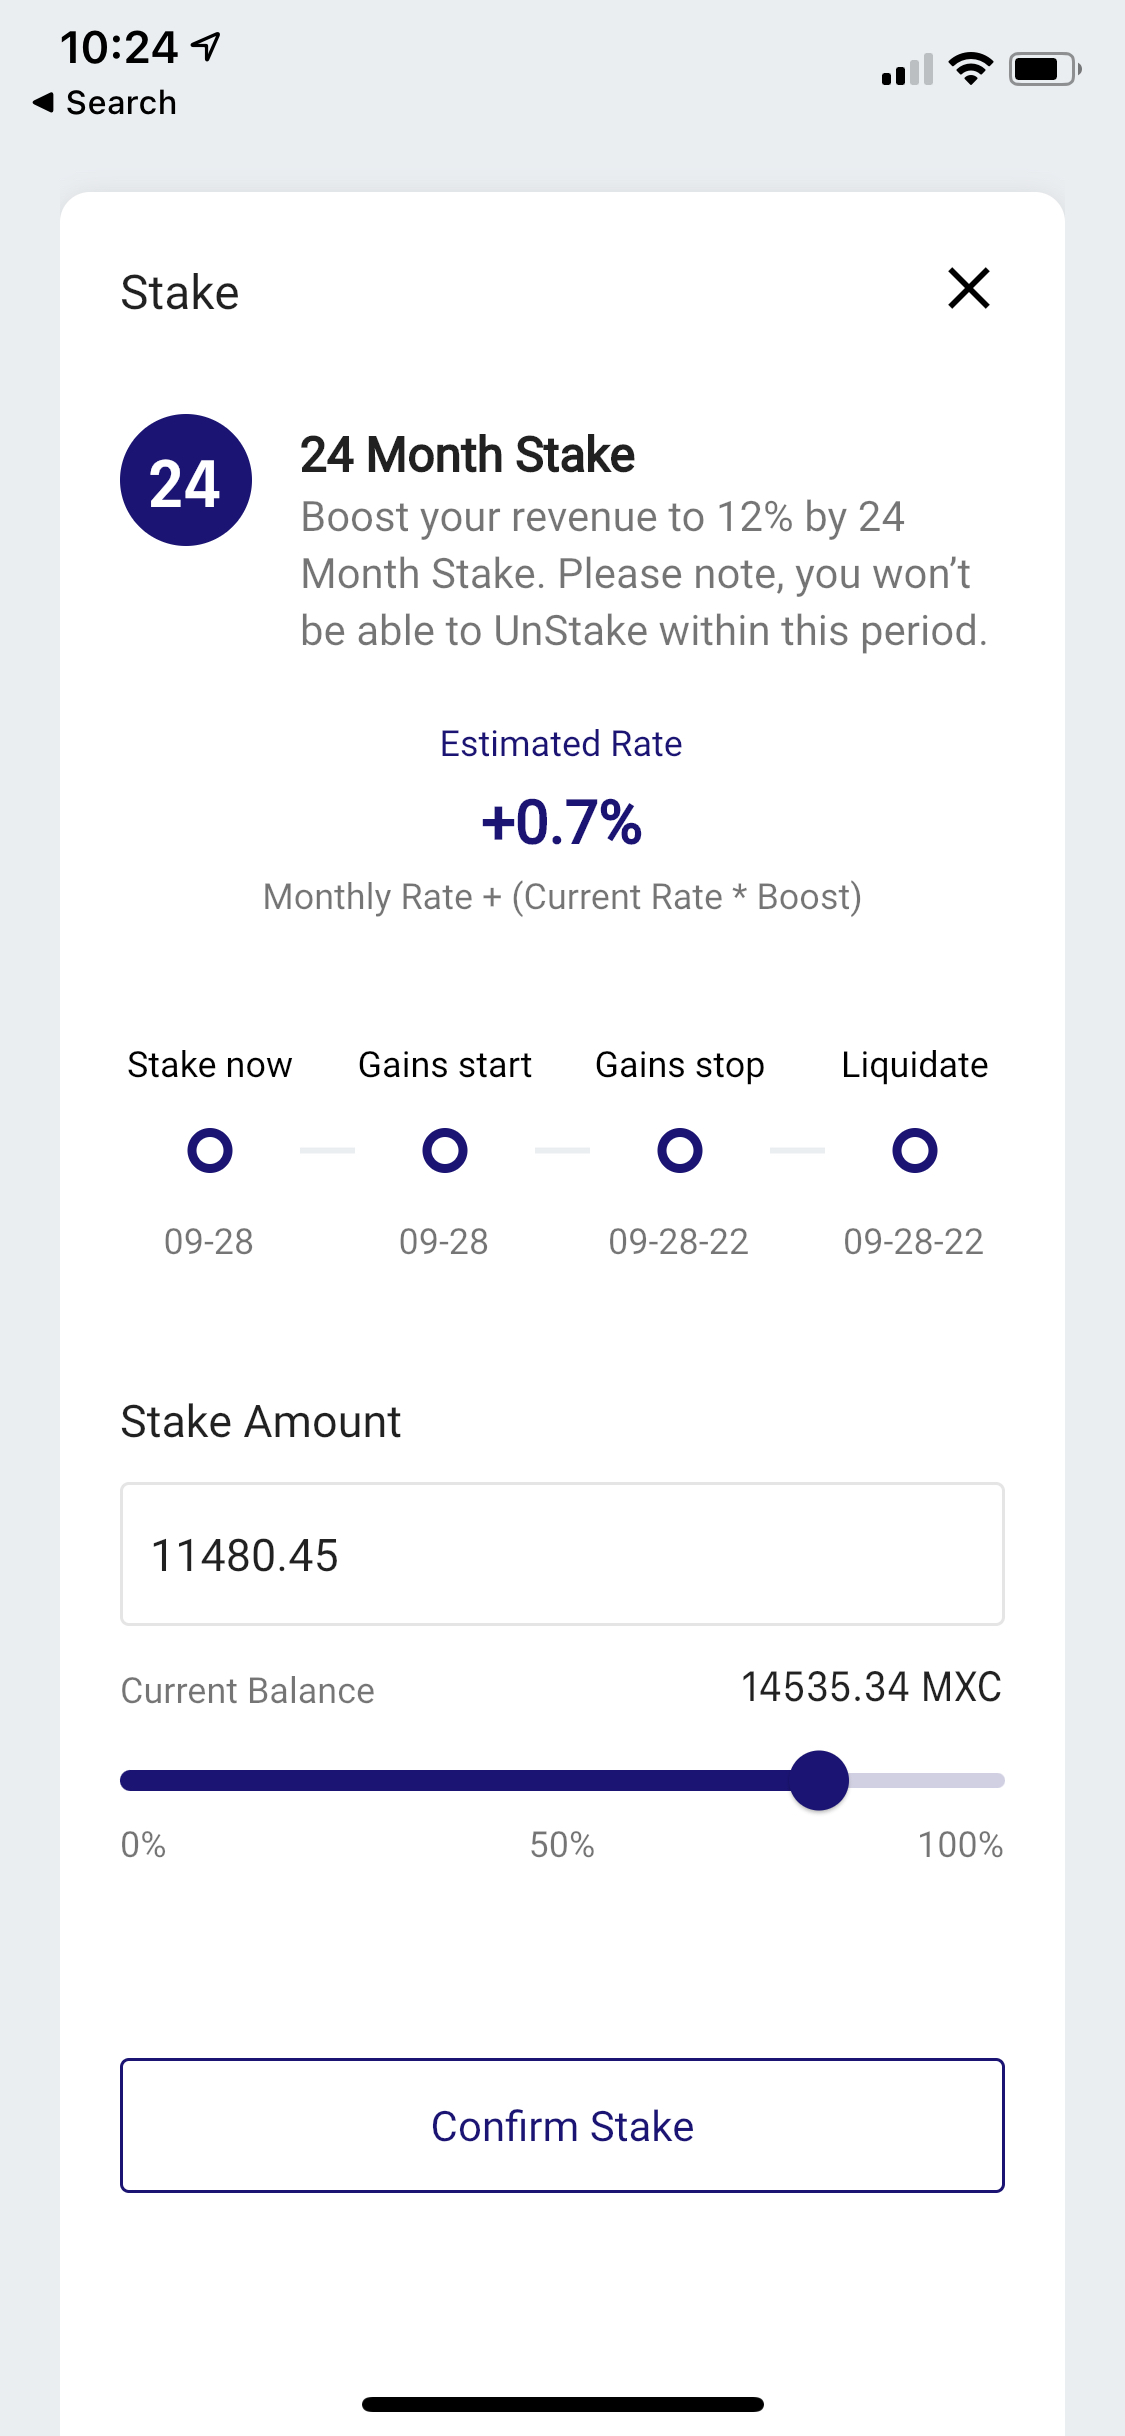 10:24
◀ Search
Stake
24
24 Month Stake
Boost your revenue to 12% by 24
Month Stake. Please note, you won’t
be able to UnStake within this period.
Estimated Rate
+0.7%
Monthly Rate + (Current Rate * Boost)
Stake now Gains start Gains stop Liquidate
09-28 09-28 09-28-22 09-28-22
Stake Amount
11480.45
Current Balance 14535.34 MXC
0% 50% 100%
Confirm Stake